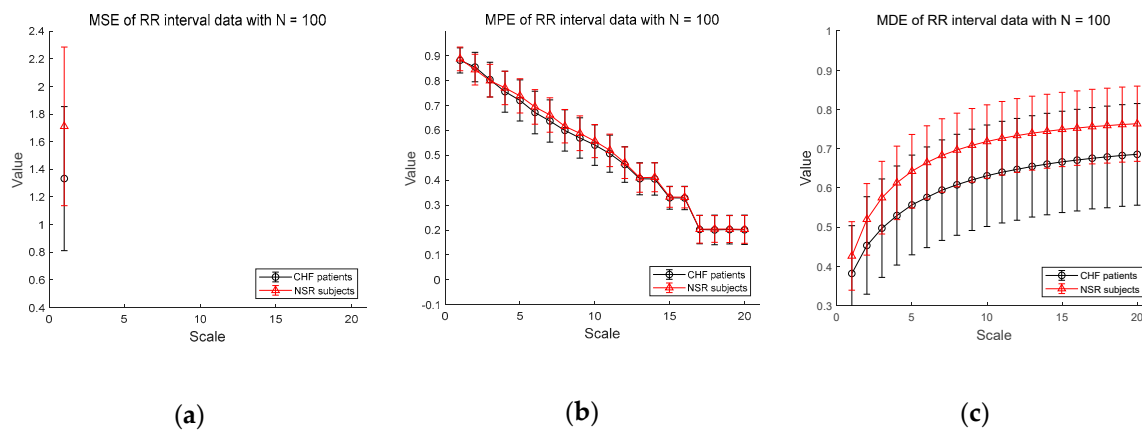 MSE of RR interval data with N = 100
2.4
2.2
2
1.8
1.6
1.4
1.2
1
0.8
0.6
0.4
Value
0 5 10 15 20
Scale
CHF patients
NSR subjects
(a)
MPE of RR interval data with N = 100
0.9
0.8
0.7
0.6
0.5
0.4
0.3
0.2
0.1
0
-0.1
Value
0 5 10 15 20
Scale
CHF patients
NSR subjects
(b)
MDE of RR interval data with N = 100
1
0.9
0.8
0.7
0.6
0.5
0.4
0.3
Value
0 5 10 15 20
Scale
CHF patients
NSR subjects
(c)